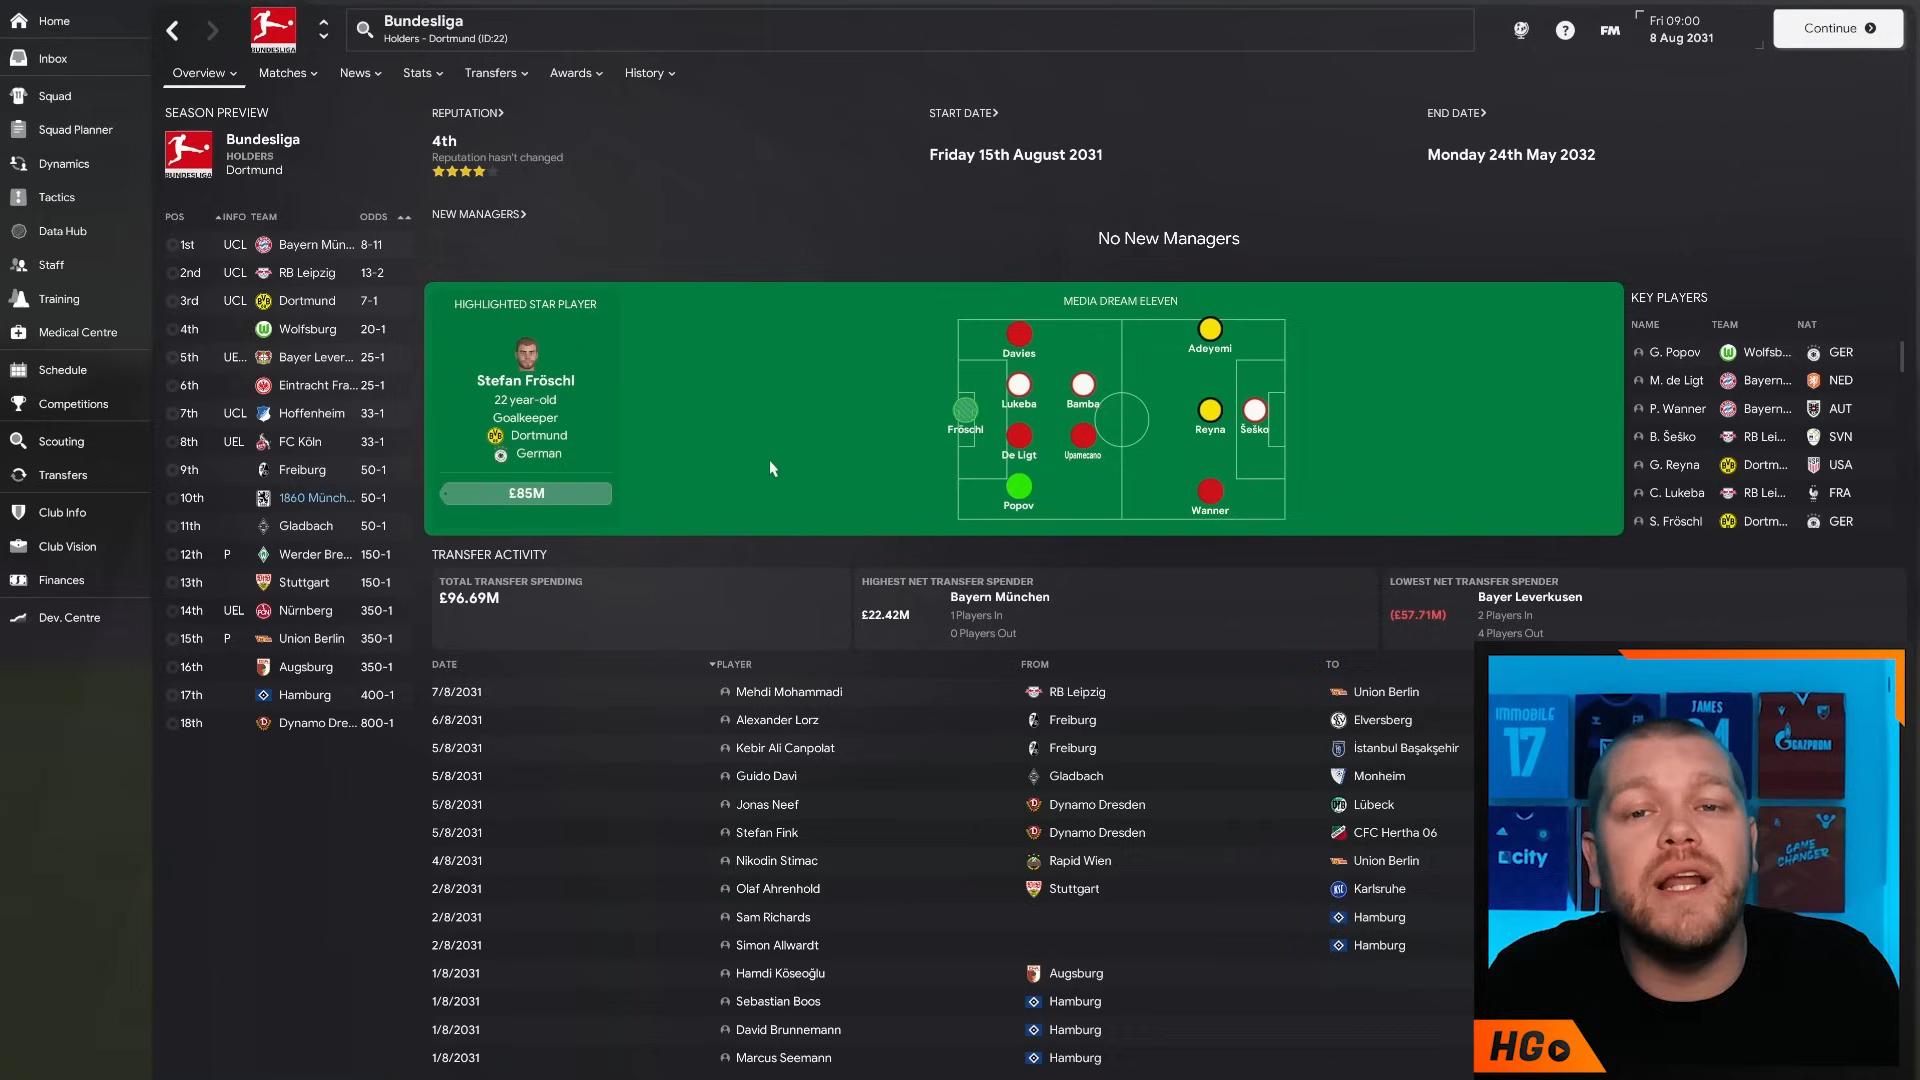 Home
Inbox
Squad
Squad Planner
Dynamics
Tactics
Data Hub
Staff
Training
Medical Centre
Schedule
Competitions
Scouting
Transfers
Club Info
Club Vision
Finances
Dev. Centre
BUNDESLIGA
Bundesliga
Holders - Dortmund (ID:22)
FM
Fri 09:00
8 Aug 2031
Continue
Overview Matches News Stats Transfers Awards History
SEASON PREVIEW
BUNDESLIGA
Bundesliga
HOLDERS
Dortmund
REPUTATION>
4th
Reputation hasn't changed
START DATE>
Friday 15th August 2031
END DATE>
Monday 24th May 2032
NEW MANAGERS>
No New Managers
POS INFO TEAM ODDS
1st UCL Bayern Mün... 8-11
2nd UCL RB Leipzig 13-2
3rd UCL Dortmund 7-1
4th Wolfsburg 20-1
5th UE... Bayer Lever... 25-1
6th Eintracht Fra... 25-1
7th UCL Hoffenheim 33-1
8th UEL FC Köln 33-1
9th Freiburg 50-1
10th 1860 Münch... 50-1
11th Gladbach 50-1
12th P Werder Bre... 150-1
13th Stuttgart 150-1
14th UEL Nürnberg 350-1
15th P Union Berlin 350-1
16th Augsburg 350-1
17th Hamburg 400-1
18th Dynamo Dre... 800-1
HIGHLIGHTED STAR PLAYER
Stefan Fröschl
22 year-old
Goalkeeper
Dortmund
German
£85M
MEDIA DREAM ELEVEN
Davies
Adeyemi
Lukeba
Bamba
Fröschl
Reyna
Šeško
De Ligt
Upamecano
Popov
Wanner
KEY PLAYERS
NAME TEAM NAT
G. Popov Wolfsb... GER
M. de Ligt Bayern... NED
P. Wanner Bayern... AUT
B. Šeško RB Lei... SVN
G. Reyna Dortm... USA
C. Lukeba RB Lei... FRA
S. Fröschl Dortm... GER
TRANSFER ACTIVITY
TOTAL TRANSFER SPENDING
£96.69M
HIGHEST NET TRANSFER SPENDER
Bayern München
£22.42M 1 Players In
0 Players Out
LOWEST NET TRANSFER SPENDER
Bayer Leverkusen
(£57.71M) 2 Players In
4 Players Out
DATE PLAYER FROM TO
7/8/2031 Mehdi Mohammadi RB Leipzig Union Berlin
6/8/2031 Alexander Lorz Freiburg Elversberg
5/8/2031 Kebir Ali Canpolat Freiburg İstanbul Başakşehir
5/8/2031 Guido Davi Gladbach Monheim
5/8/2031 Jonas Neef Dynamo Dresden Lübeck
5/8/2031 Stefan Fink Dynamo Dresden CFC Hertha 06
4/8/2031 Nikodin Stimac Rapid Wien Union Berlin
2/8/2031 Olaf Ahrenhold Stuttgart Karlsruhe
2/8/2031 Sam Richards Hamburg
2/8/2031 Simon Allwardt Hamburg
1/8/2031 Hamdi Köseoğlu Augsburg
1/8/2031 Sebastian Boos Hamburg
1/8/2031 David Brunnemann Hamburg
1/8/2031 Marcus Seemann Hamburg
IMMOBILE
17
JAMES
GAZPROM
city
GAME
CHANGER
HG